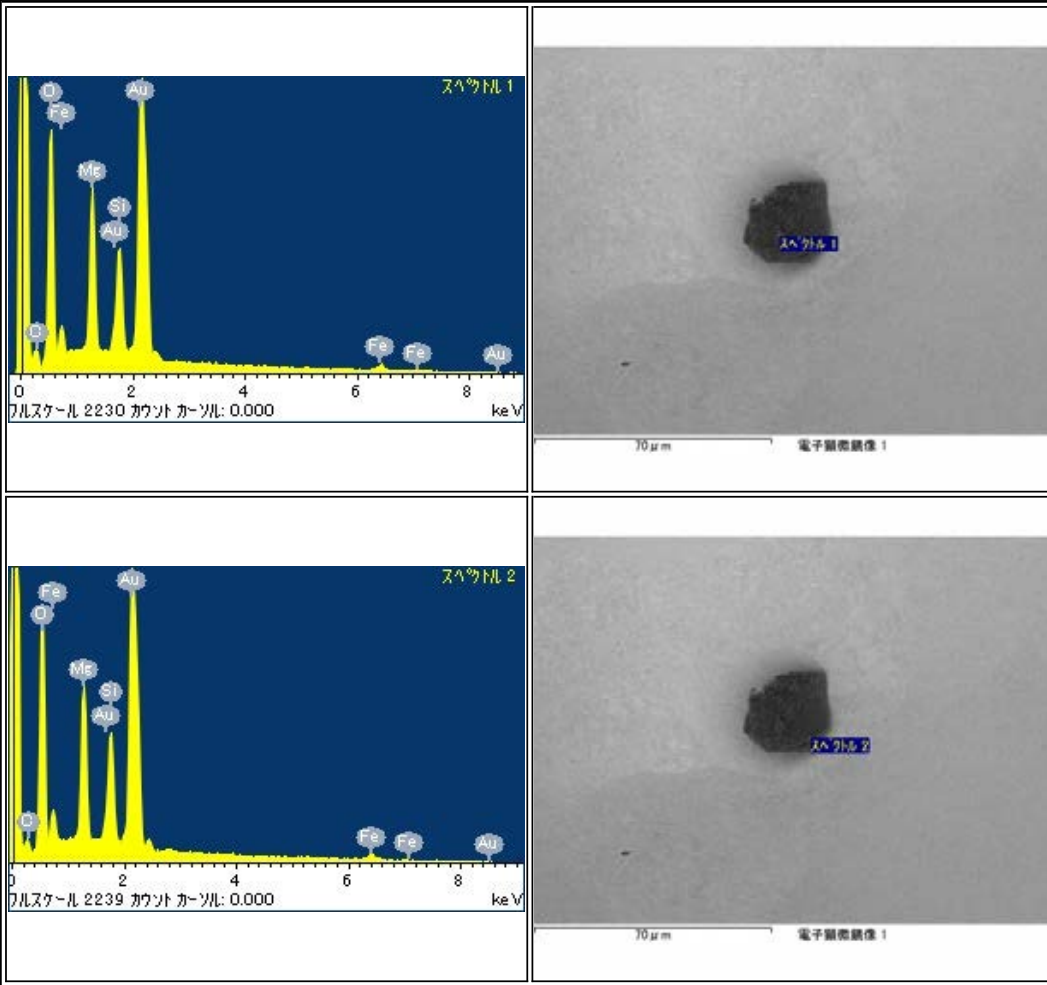 スペクトル 1
O
Fe
Au
Mg
Si
Au
C
Fe
Fe
Au
0 2 4 6 8
フルスケール 2230 カウント カーソル: 0.000 keV
スペクトル 1
70μm 電子顕微鏡像 1
スペクトル 2
Au
Fe
O
Mg
Si
Au
C
Fe
Fe
Au
0 2 4 6 8
フルスケール 2239 カウント カーソル: 0.000 keV
スペクトル 2
70μm 電子顕微鏡像 1